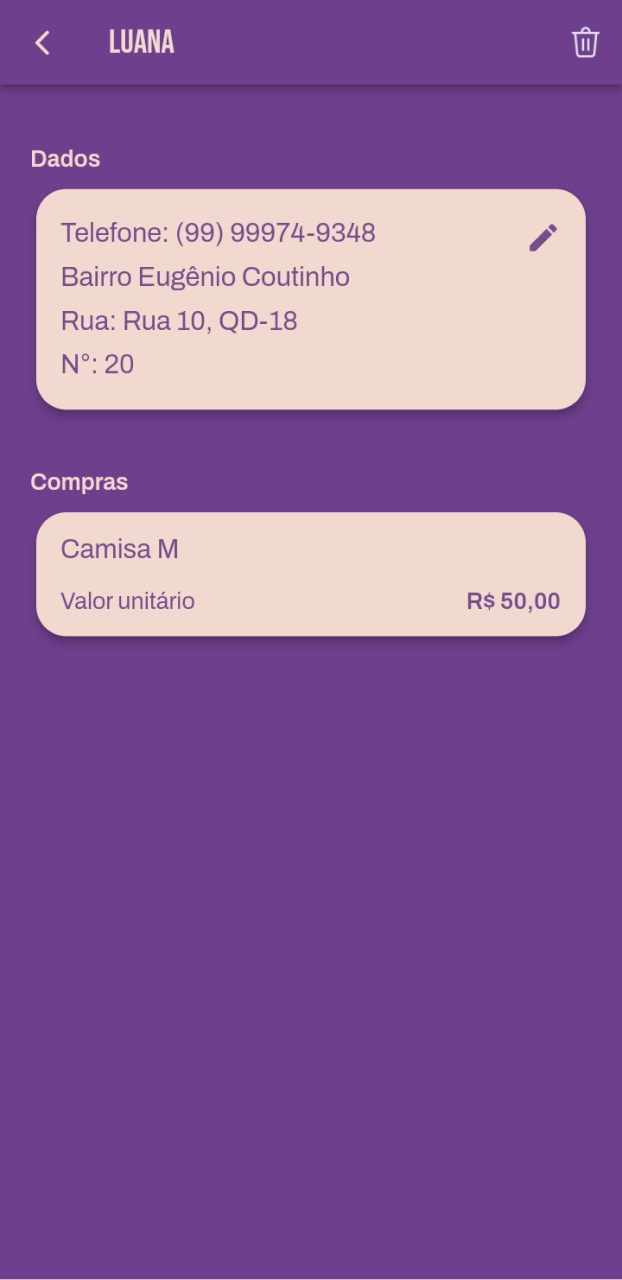 LUANA
Dados
Telefone: (99) 99974-9348
Bairro Eugênio Coutinho
Rua: Rua 10, QD-18
N°: 20
Compras
Camisa M
Valor unitário R$ 50,00